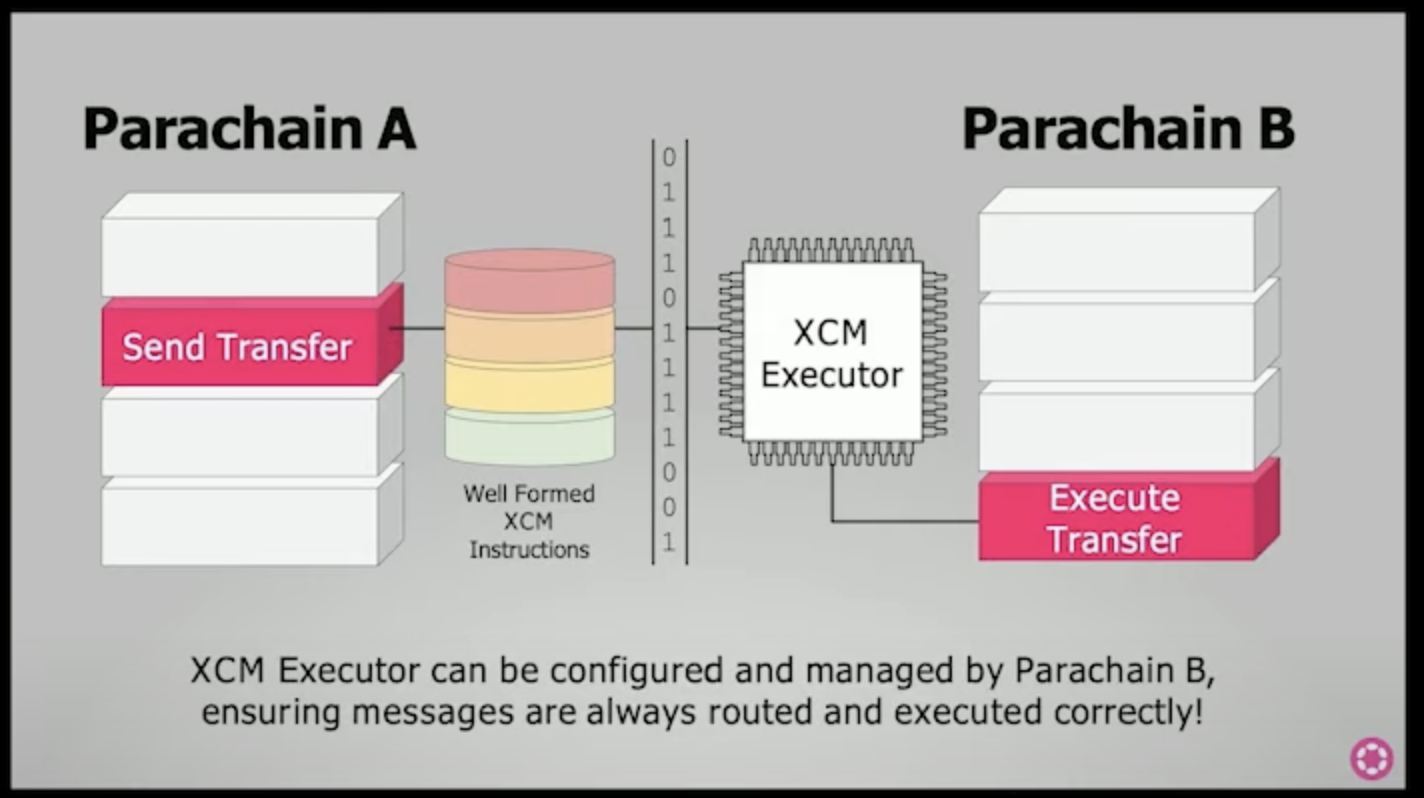 Parachain A
Parachain B
Send Transfer
Well Formed
XCM
Instructions
0
1
1
1
0
1
1
1
1
0
0
1
XCM
Executor
Execute
Transfer
XCM Executor can be configured and managed by Parachain B,
ensuring messages are always routed and executed correctly!